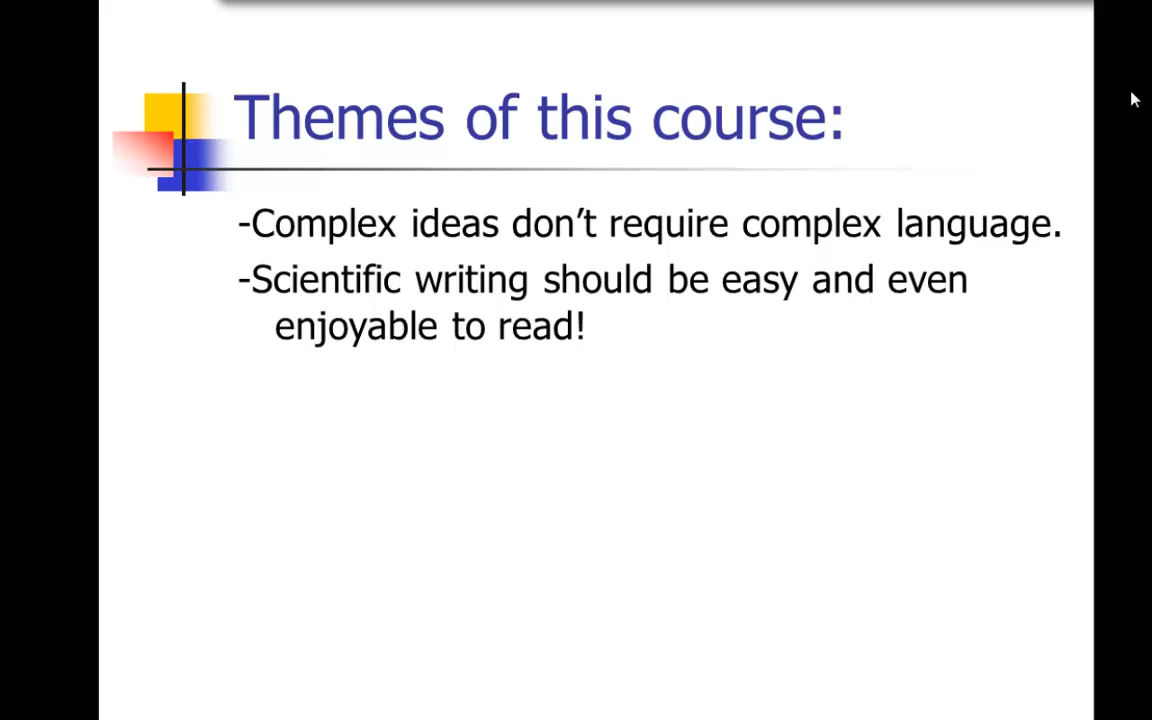 Themes of this course:
-Complex ideas don’t require complex language.
-Scientific writing should be easy and even
enjoyable to read!